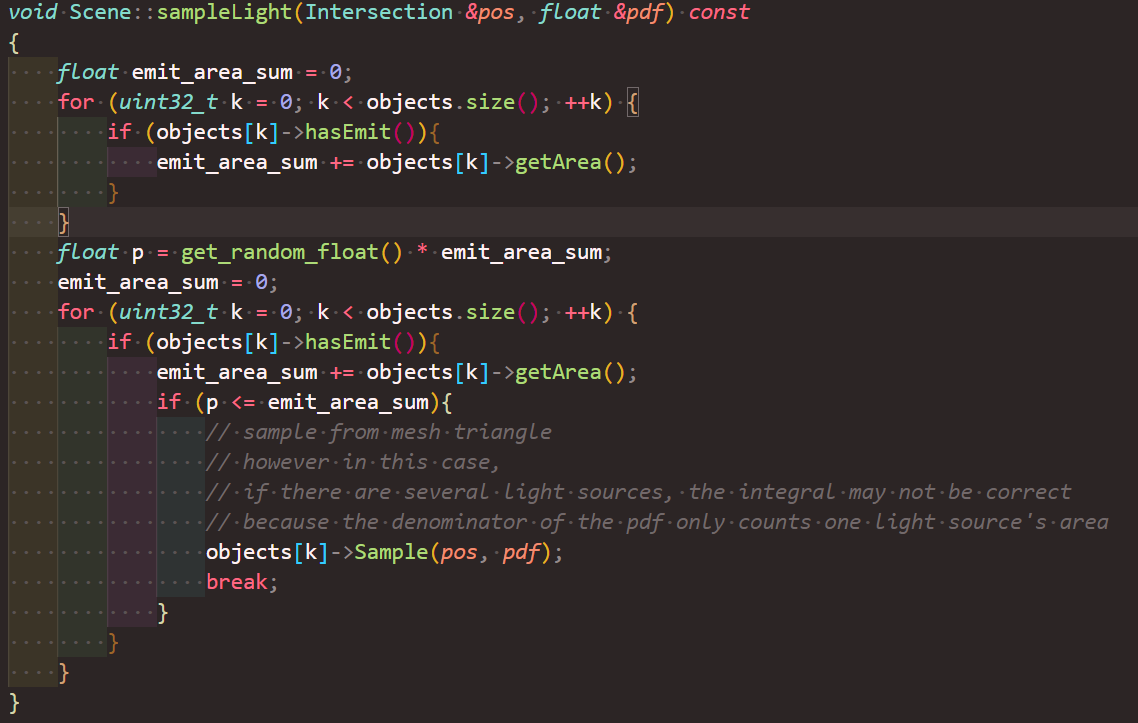 void Scene::sampleLight(Intersection &pos, float &pdf) const
{
    float emit_area_sum = 0;
    for (uint32_t k = 0; k < objects.size(); ++k) {
        if (objects[k]->hasEmit()){
            emit_area_sum += objects[k]->getArea();
        }
    }
    float p = get_random_float() * emit_area_sum;
    emit_area_sum = 0;
    for (uint32_t k = 0; k < objects.size(); ++k) {
        if (objects[k]->hasEmit()){
            emit_area_sum += objects[k]->getArea();
            if (p <= emit_area_sum){
                // sample from mesh triangle
                // however in this case,
                // if there are several light sources, the integral may not be correct
                // because the denominator of the pdf only counts one light source's area
                objects[k]->Sample(pos, pdf);
                break;
            }
        }
    }
}